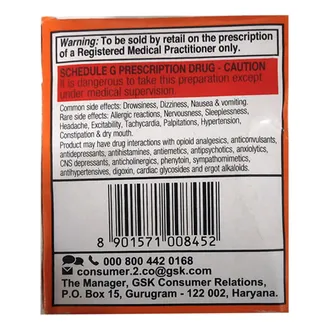 Warning: To be sold by retail on the prescription
of a Registered Medical Practitioner only.
SCHEDULE G PRESCRIPTION DRUG - CAUTION
It is dangerous to take this preparation except
under medical supervision.
Common side effects: Drowsiness, Dizziness, Nausea & vomiting.
Rare side effects: Allergic reactions, Nervousness, Sleeplessness,
Headache, Excitability, Tachycardia, Palpitations, Hypertension,
Constipation & dry mouth.
Product may have drug interactions with opioid analgesics, anticonvulsants,
antidepressants, antihistamines, antiemetics, antipsychotics, anxiolytics,
CNS depressants, anticholinergics, phenytoin, sympathomimetics,
antihypertensives, digoxin, cardiac glycosides and ergot alkaloids.
8 901571 008452
000 800 442 0168
consumer.2.co@gsk.com
The Manager, GSK Consumer Relations,
P.O. Box 15, Gurugram - 122 002, Haryana.